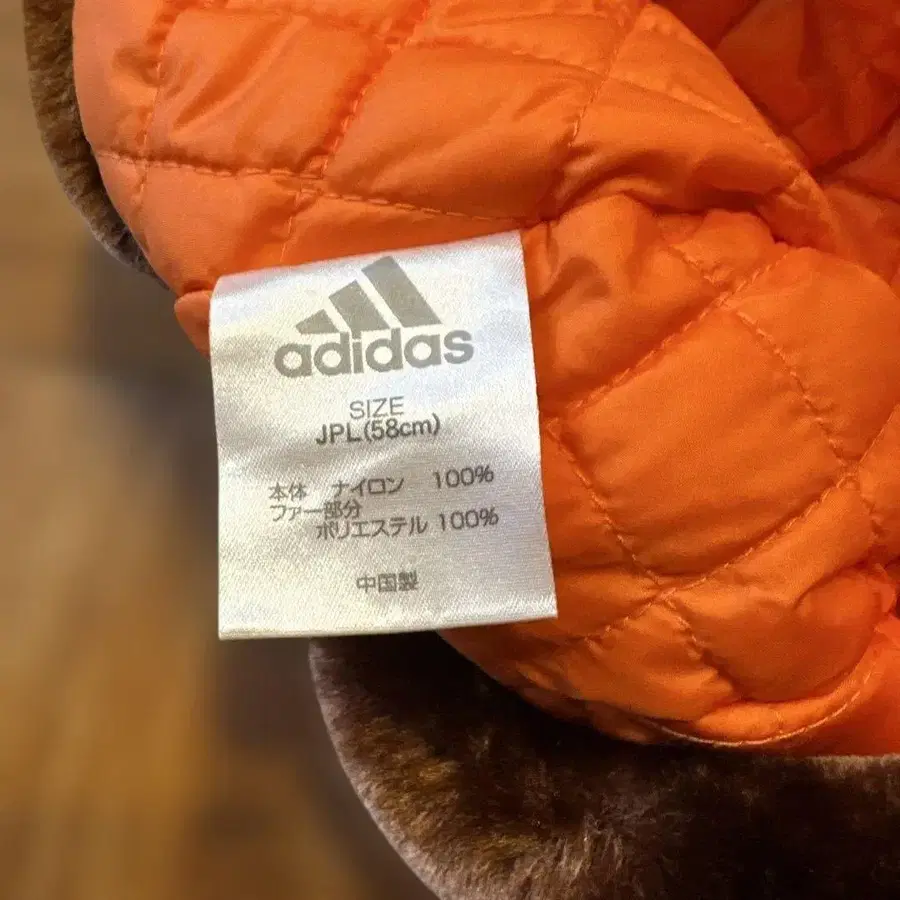 adidas
SIZE
JPL(58cm)
本体 ナイロン 100%
ファー部分
ポリエステル 100%
中国製